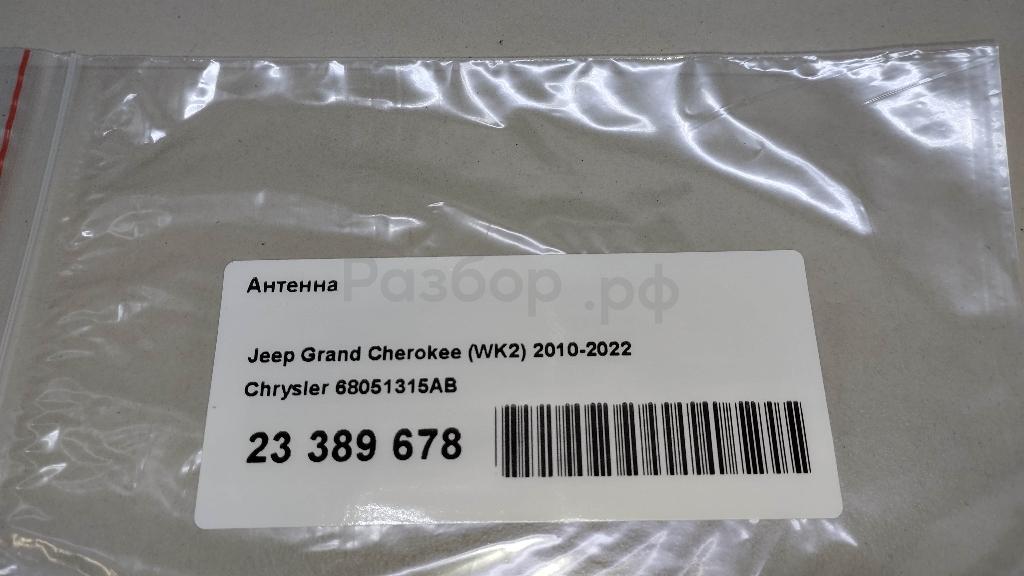 Антенна
Разбор.рф
Jeep Grand Cherokee (WK2) 2010-2022
Chrysler 68051315AB
23 389 678